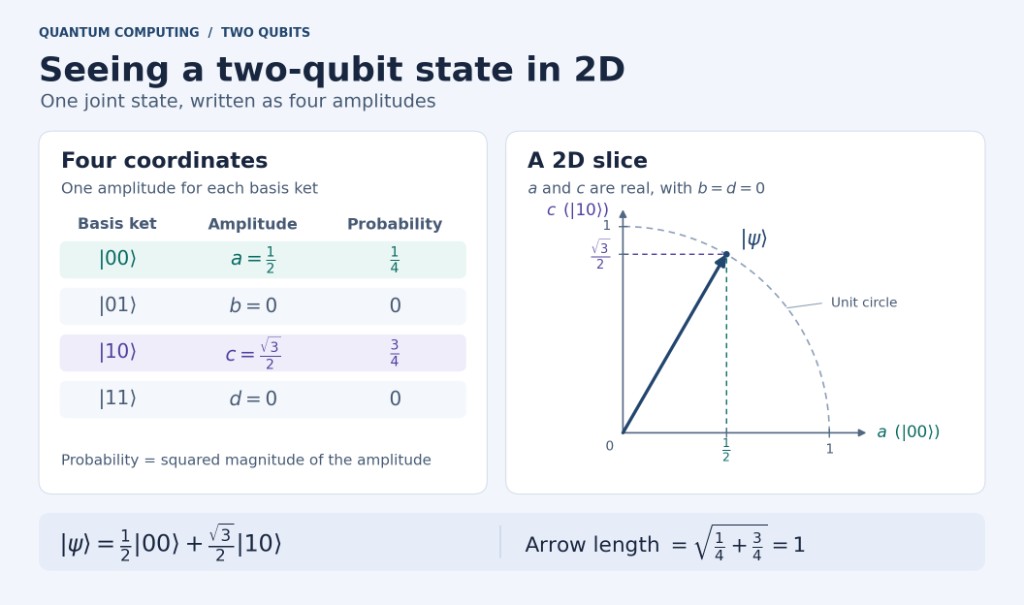 QUANTUM COMPUTING / TWO QUBITS
Seeing a two-qubit state in 2D
One joint state, written as four amplitudes
Four coordinates
One amplitude for each basis ket
Basis ket Amplitude Probability
|00⟩ a = 1/2 1/4
|01⟩ b = 0 0
|10⟩ c = √3/2 3/4
|11⟩ d = 0 0
Probability = squared magnitude of the amplitude
A 2D slice
a and c are real, with b = d = 0
c (|10⟩)
1
√3/2
|ψ⟩
Unit circle
a (|00⟩)
0
1/2
1
|ψ⟩ = 1/2|00⟩ + √3/2|10⟩
Arrow length = √(1/4 + 3/4) = 1